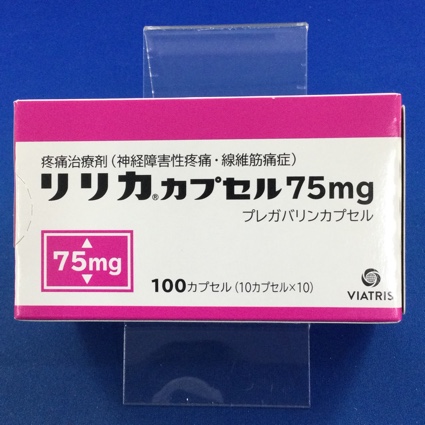 疼痛治療剤(神経障害性疼痛・線維筋痛症)
リリカ®カプセル75mg
プレガバリンカプセル
75mg
100カプセル(10カプセル×10)
VIATRIS